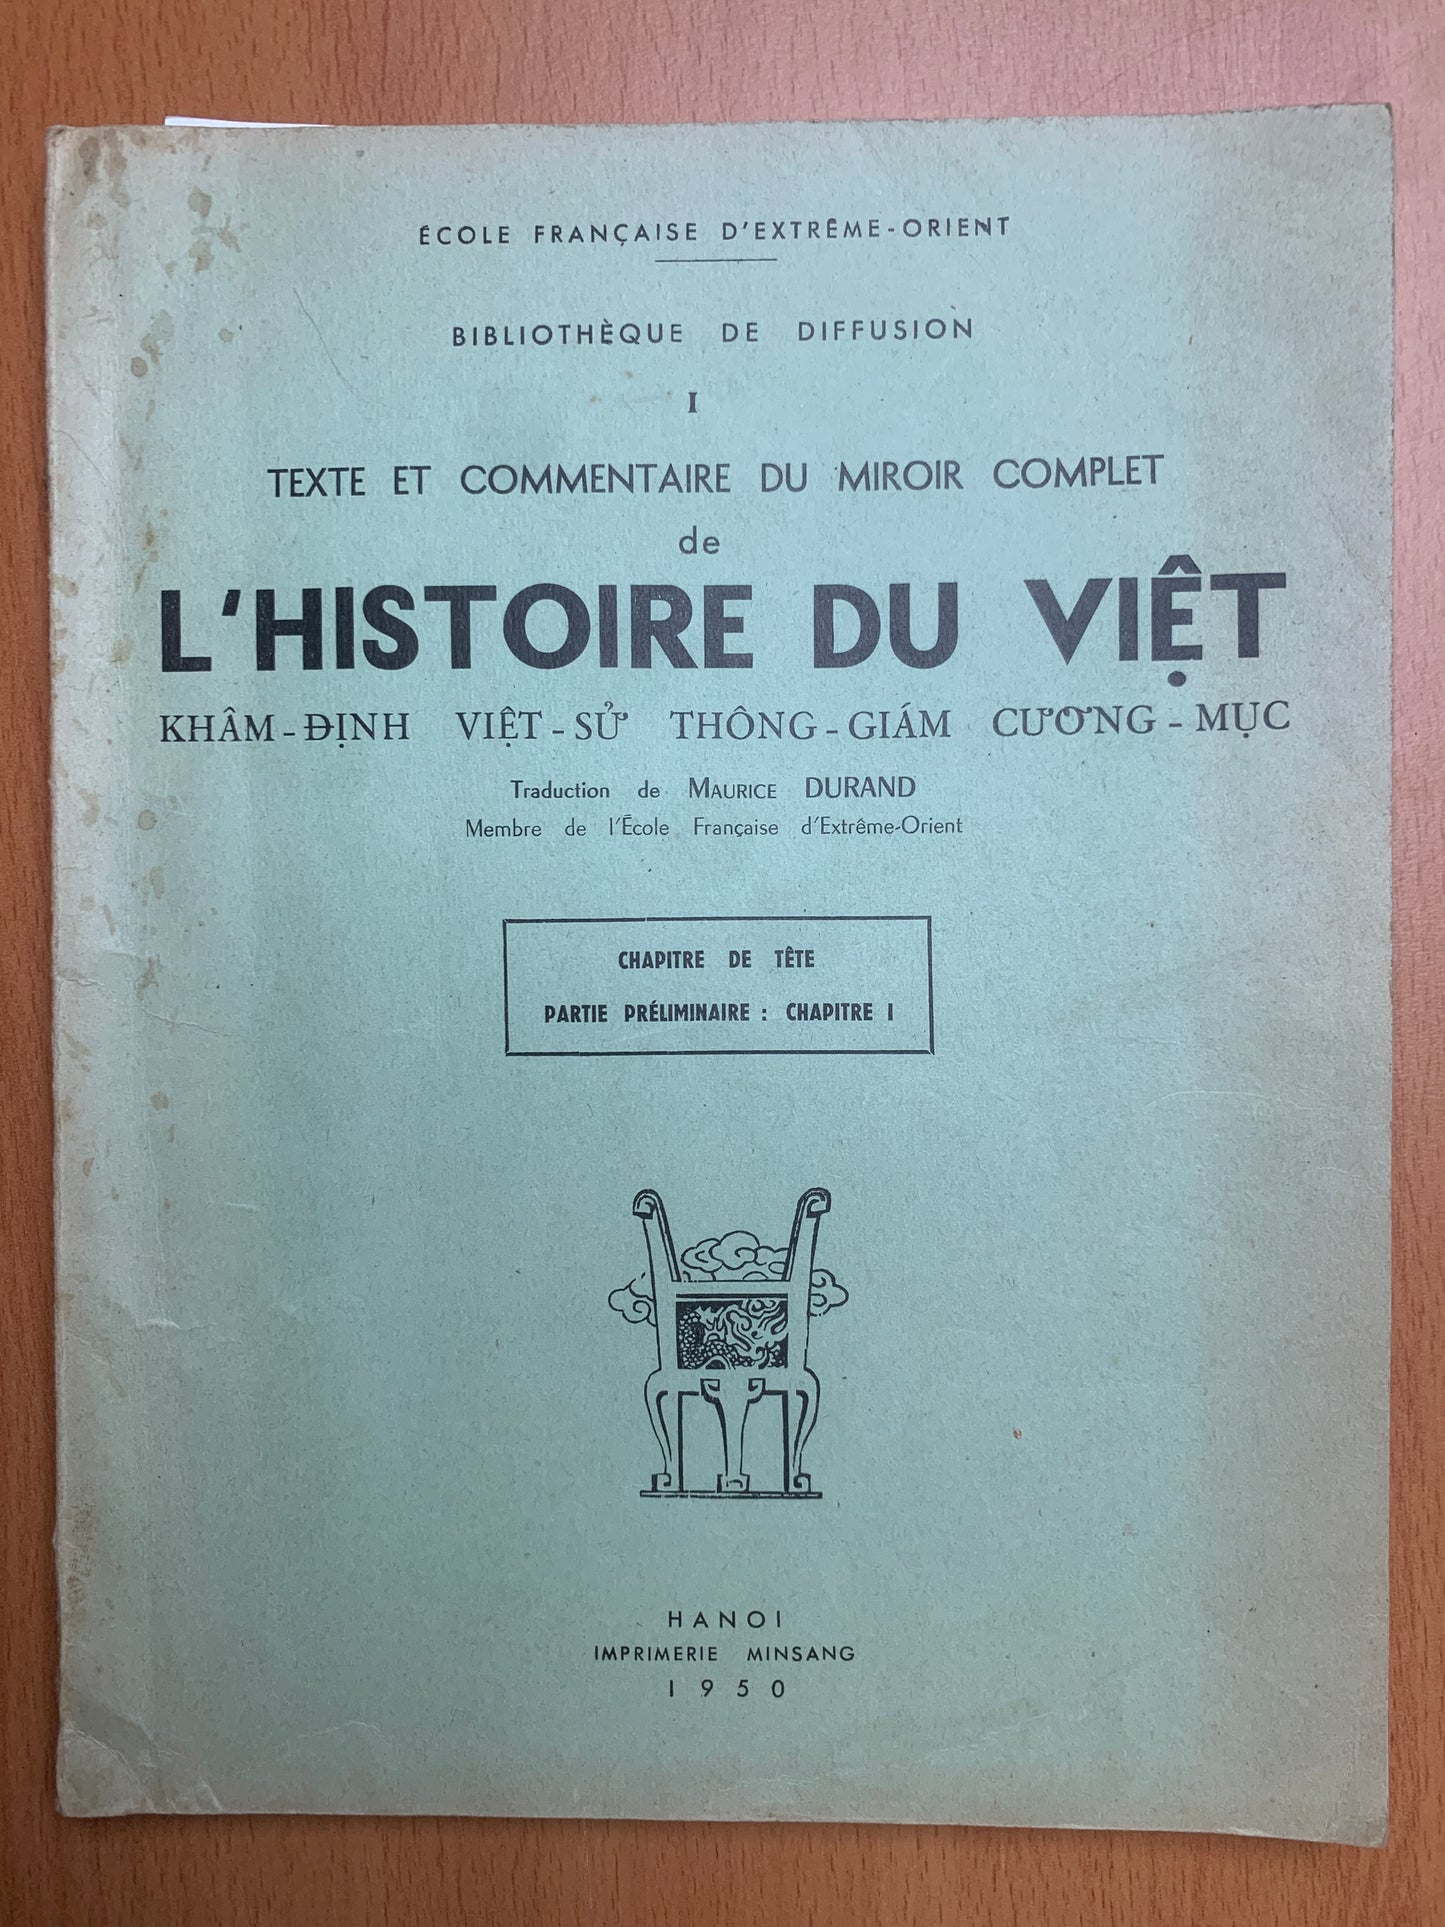 ÉCOLE FRANÇAISE D'EXTRÊME-ORIENT
BIBLIOTHÈQUE DE DIFFUSION
I
TEXTE ET COMMENTAIRE DU MIROIR COMPLET
de
L'HISTOIRE DU VIỆT
KHÂM-ĐỊNH VIỆT-SỬ THÔNG-GIÁM CƯƠNG-MỤC
Traduction de MAURICE DURAND
Membre de l'École Française d'Extrême-Orient
CHAPITRE DE TÊTE
PARTIE PRÉLIMINAIRE : CHAPITRE I
HANOI
IMPRIMERIE MINSANG
1950